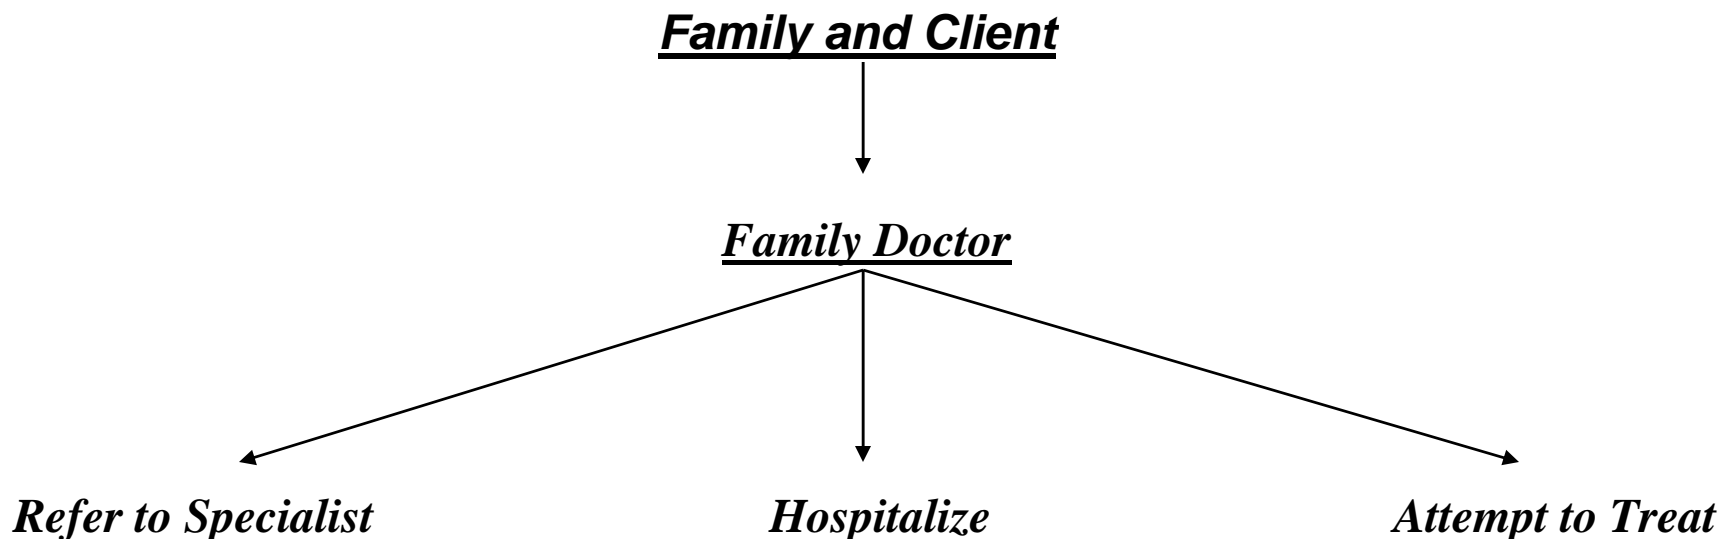 Family and Client
Family Doctor
Refer to Specialist
Hospitalize
Attempt to Treat